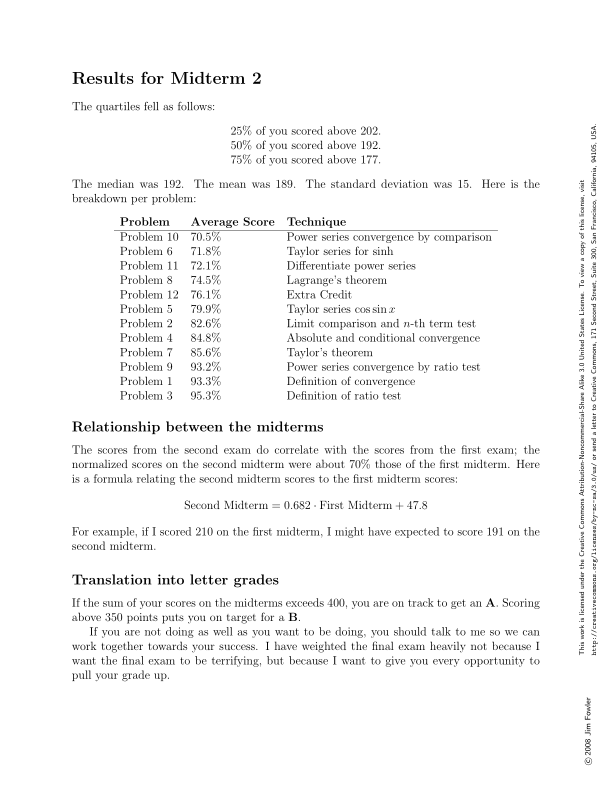 Results for Midterm 2
The quartiles fell as follows:
25% of you scored above 202.
50% of you scored above 192.
75% of you scored above 177.
The median was 192. The mean was 189. The standard deviation was 15. Here is the
breakdown per problem:
Problem Average Score Technique
Problem 10 70.5% Power series convergence by comparison
Problem 6 71.8% Taylor series for sinh
Problem 11 72.1% Differentiate power series
Problem 8 74.5% Lagrange's theorem
Problem 12 76.1% Extra Credit
Problem 5 79.9% Taylor series cos sin x
Problem 2 82.6% Limit comparison and n-th term test
Problem 4 84.8% Absolute and conditional convergence
Problem 7 85.6% Taylor's theorem
Problem 9 93.2% Power series convergence by ratio test
Problem 1 93.3% Definition of convergence
Problem 3 95.3% Definition of ratio test
Relationship between the midterms
The scores from the second exam do correlate with the scores from the first exam; the
normalized scores on the second midterm were about 70% those of the first midterm. Here
is a formula relating the second midterm scores to the first midterm scores:
Second Midterm = 0.682 · First Midterm + 47.8
For example, if I scored 210 on the first midterm, I might have expected to score 191 on the
second midterm.
Translation into letter grades
If the sum of your scores on the midterms exceeds 400, you are on track to get an A. Scoring
above 350 points puts you on target for a B.
If you are not doing as well as you want to be doing, you should talk to me so we can
work together towards your success. I have weighted the final exam heavily not because I
want the final exam to be terrifying, but because I want to give you every opportunity to
pull your grade up.
This work is licensed under the Creative Commons Attribution-Noncommercial-Share Alike 3.0 United States License. To view a copy of this license, visit
http://creativecommons.org/licenses/by-nc-sa/3.0/us/ or send a letter to Creative Commons, 171 Second Street, Suite 300, San Francisco, California, 94105, USA.
© 2008 Jim Fowler